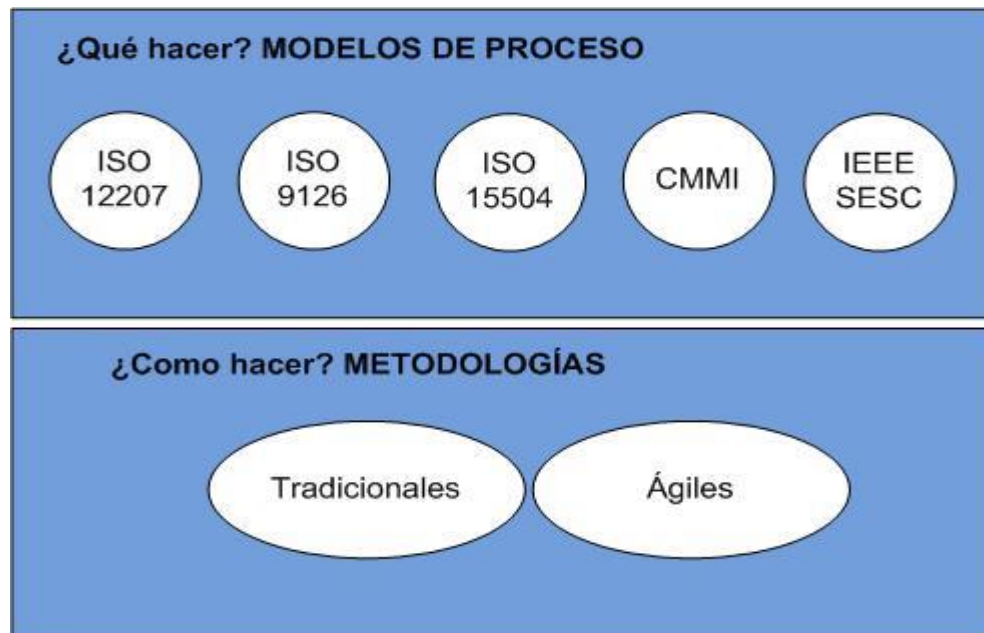 ¿Qué hacer? MODELOS DE PROCESO
ISO
12207
ISO
9126
ISO
15504
CMMI
IEEE
SESC
¿Como hacer? METODOLOGÍAS
Tradicionales
Ágiles